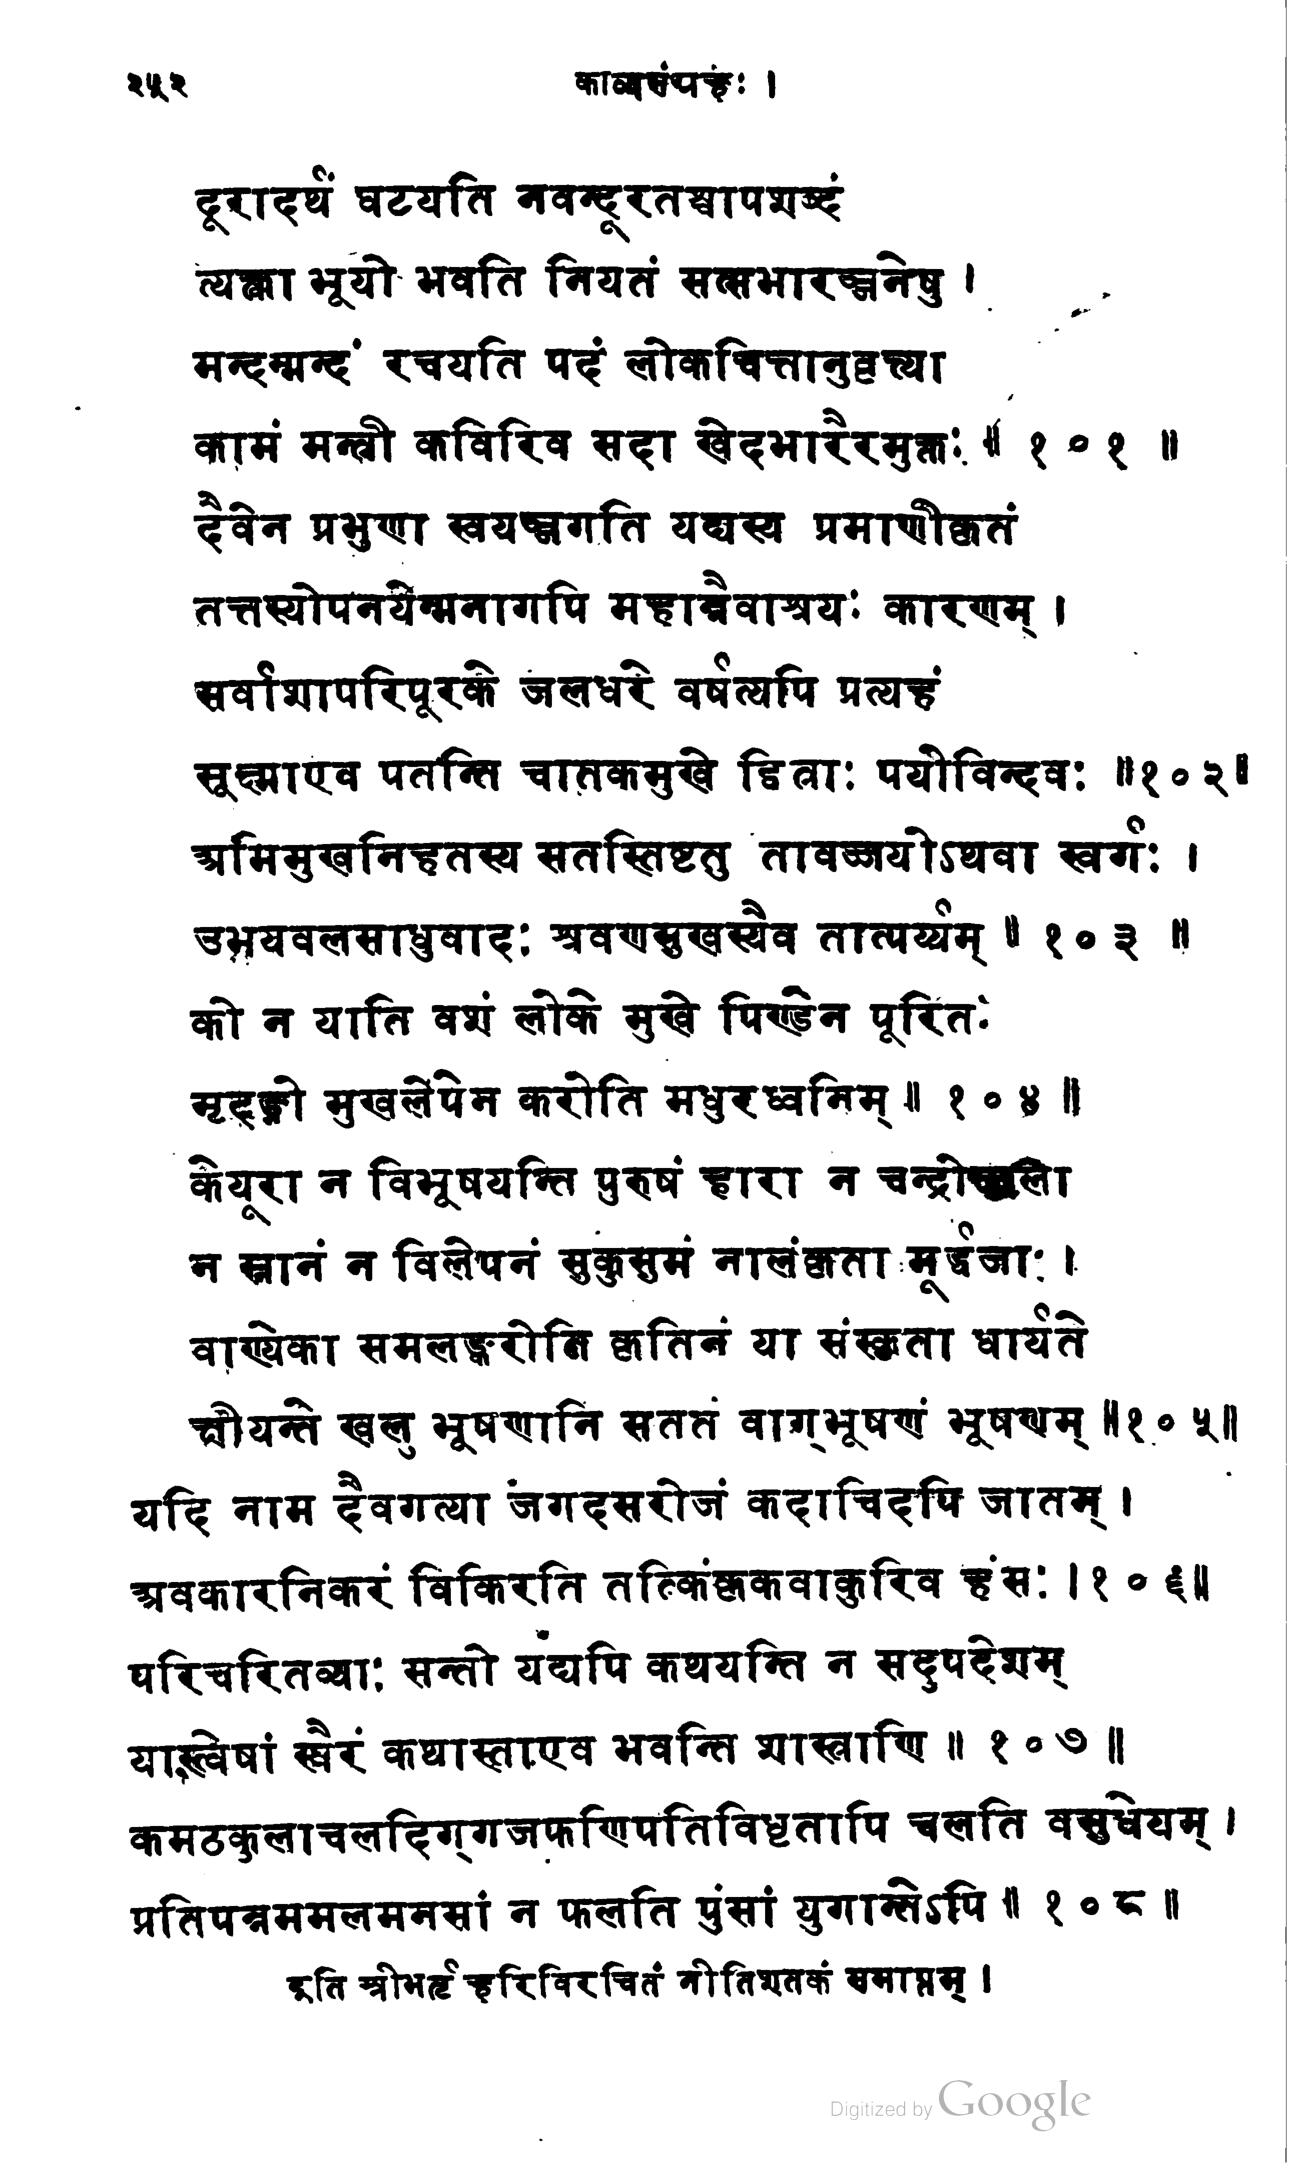 २५२ काव्यसंग्रहः ।
दूरादर्थं घटयति नवन्दूरतश्चापशब्दं
त्यक्त्वा भूयो भवति नियतं सत्सभारञ्जनेषु ।
मन्दम्मन्दं रचयति पदं लोकचित्तानुवृत्त्या
कामं मन्त्री कविरिव सदा खेदभारैरमुक्तः ॥ १०१ ॥
दैवेन प्रभुणा स्वयञ्जगति यद्यस्य प्रमाणीकृतं
तत्तस्योपनयेन्मनागपि महान्नैवाश्रयः कारणम् ।
सर्वाशापरिपूरके जलधरे वर्षत्यपि प्रत्यहं
सूक्ष्माएव पतन्ति चातकमुखे द्वित्राः पयोविन्दवः ॥१०२॥
अभिमुखनिहतस्य सतस्तिष्टतु तावज्जयोऽथवा स्वर्गः ।
उभयवलसाधुवादः श्रवणसुखस्यैव तात्पर्य्यम् ॥ १०३ ॥
को न याति वशं लोके मुखे पिण्डेन पूरितः
मृदङ्गो मुखलेपेन करोति मधुरध्वनिम् ॥ १०४ ॥
केयूरा न विभूषयन्ति पुरुषं हारा न चन्द्रोज्ज्वलो
न स्नानं न विलेपनं सुकुसुमं नालंकृता मूर्द्धजाः ।
वाण्येका समलङ्करोति कृतिनं या संस्कृता धार्यते
क्षीयन्ते खलु भूषणानि सततं वाग्भूषणं भूषणम् ॥१०५॥
यदि नाम दैवगत्या जगदसरोजं कदाचिदपि जातम् ।
अवकारनिकरं विकिरति तत्किंकृकवाकुरिव हंसः ।१०६॥
परिचरितव्याः सन्तो यद्यपि कथयन्ति न सदुपदेशम्
यास्त्वेषां स्वैरं कथास्ताएव भवन्ति शास्त्राणि ॥ १०७ ॥
कमठकुलाचलदिग्गजफणिपतिविधृतापि चलति वसुधेयम् ।
प्रतिपन्नममलमनसां न फलति पुंसां युगान्तेऽपि ॥ १०८ ॥
इति श्रीभर्तृहरिविरचितं नीतिशतकं समाप्तम् ।
Digitized by Google